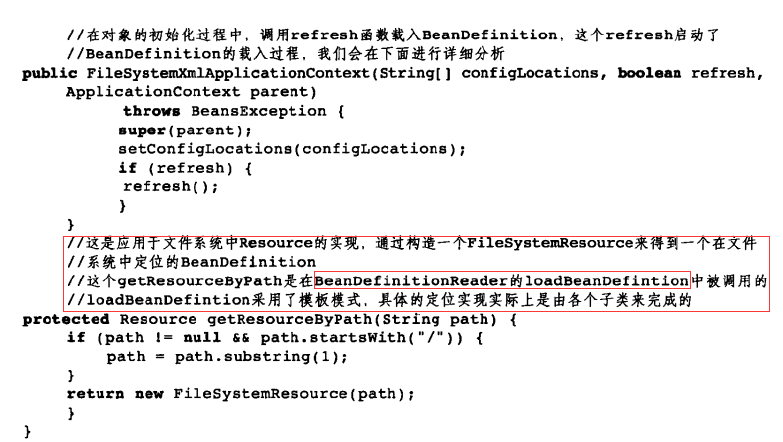 //在对象的初始化过程中，调用refresh函数载入BeanDefinition，这个refresh启动了
//BeanDefinition的载入过程，我们会在下面进行详细分析
public FileSystemXmlApplicationContext(String[] configLocations, boolean refresh,
ApplicationContext parent)
throws BeansException {
super(parent);
setConfigLocations(configLocations);
if (refresh) {
refresh();
}
}
//这是应用于文件系统中Resource的实现，通过构造一个FileSystemResource来得到一个在文件
//系统中定位的BeanDefinition
//这个getResourceByPath是在BeanDefinitionReader的loadBeanDefintion中被调用的
//loadBeanDefintion采用了模板模式，具体的定位实现实际上是由各个子类来完成的
protected Resource getResourceByPath(String path) {
if (path != null && path.startsWith("/")) {
path = path.substring(1);
}
return new FileSystemResource(path);
}
}